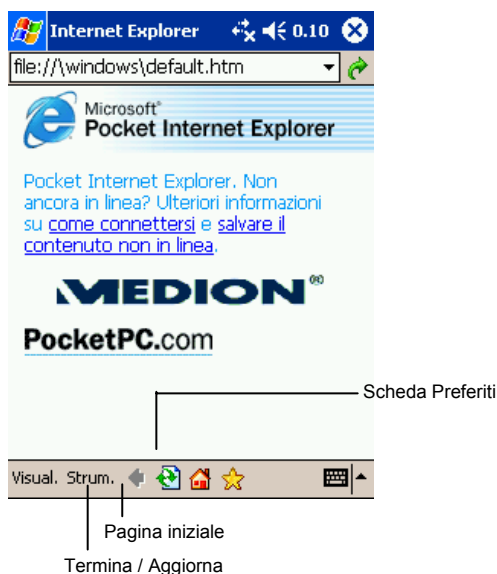 Internet Explorer 0.10
file://\windows\default.htm
Microsoft®
Pocket Internet Explorer
Pocket Internet Explorer. Non
ancora in linea? Ulteriori informazioni
su come connettersi e salvare il
contenuto non in linea.
MEDION®
PocketPC.com
Scheda Preferiti
Visual. Strum.
Pagina iniziale
Termina / Aggiorna